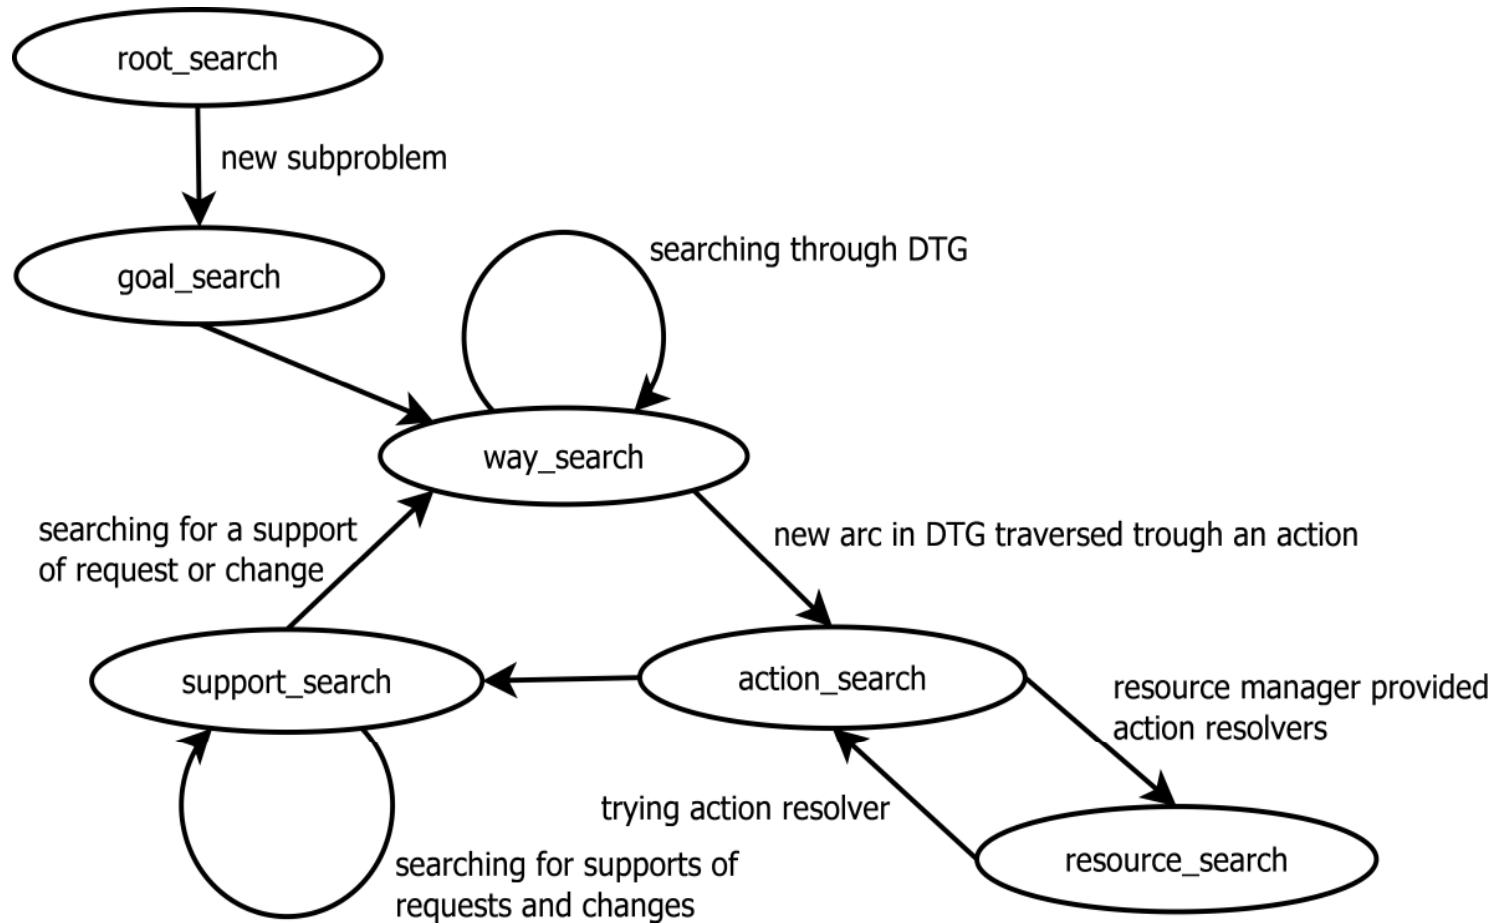 root_search
new subproblem
goal_search
searching through DTG
way_search
searching for a support
of request or change
new arc in DTG traversed trough an action
support_search
action_search
resource manager provided
action resolvers
trying action resolver
resource_search
searching for supports of
requests and changes